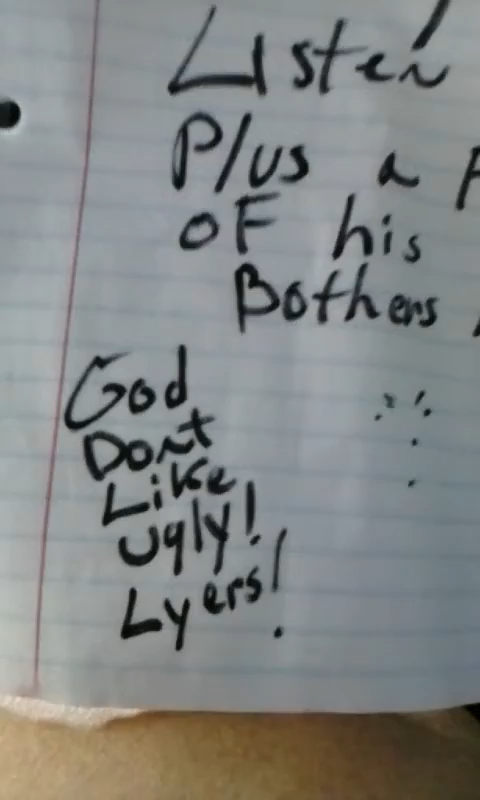 Listen
Plus a
OF his
Bothers
God
Dont
Like
Ugly!
Lyers!